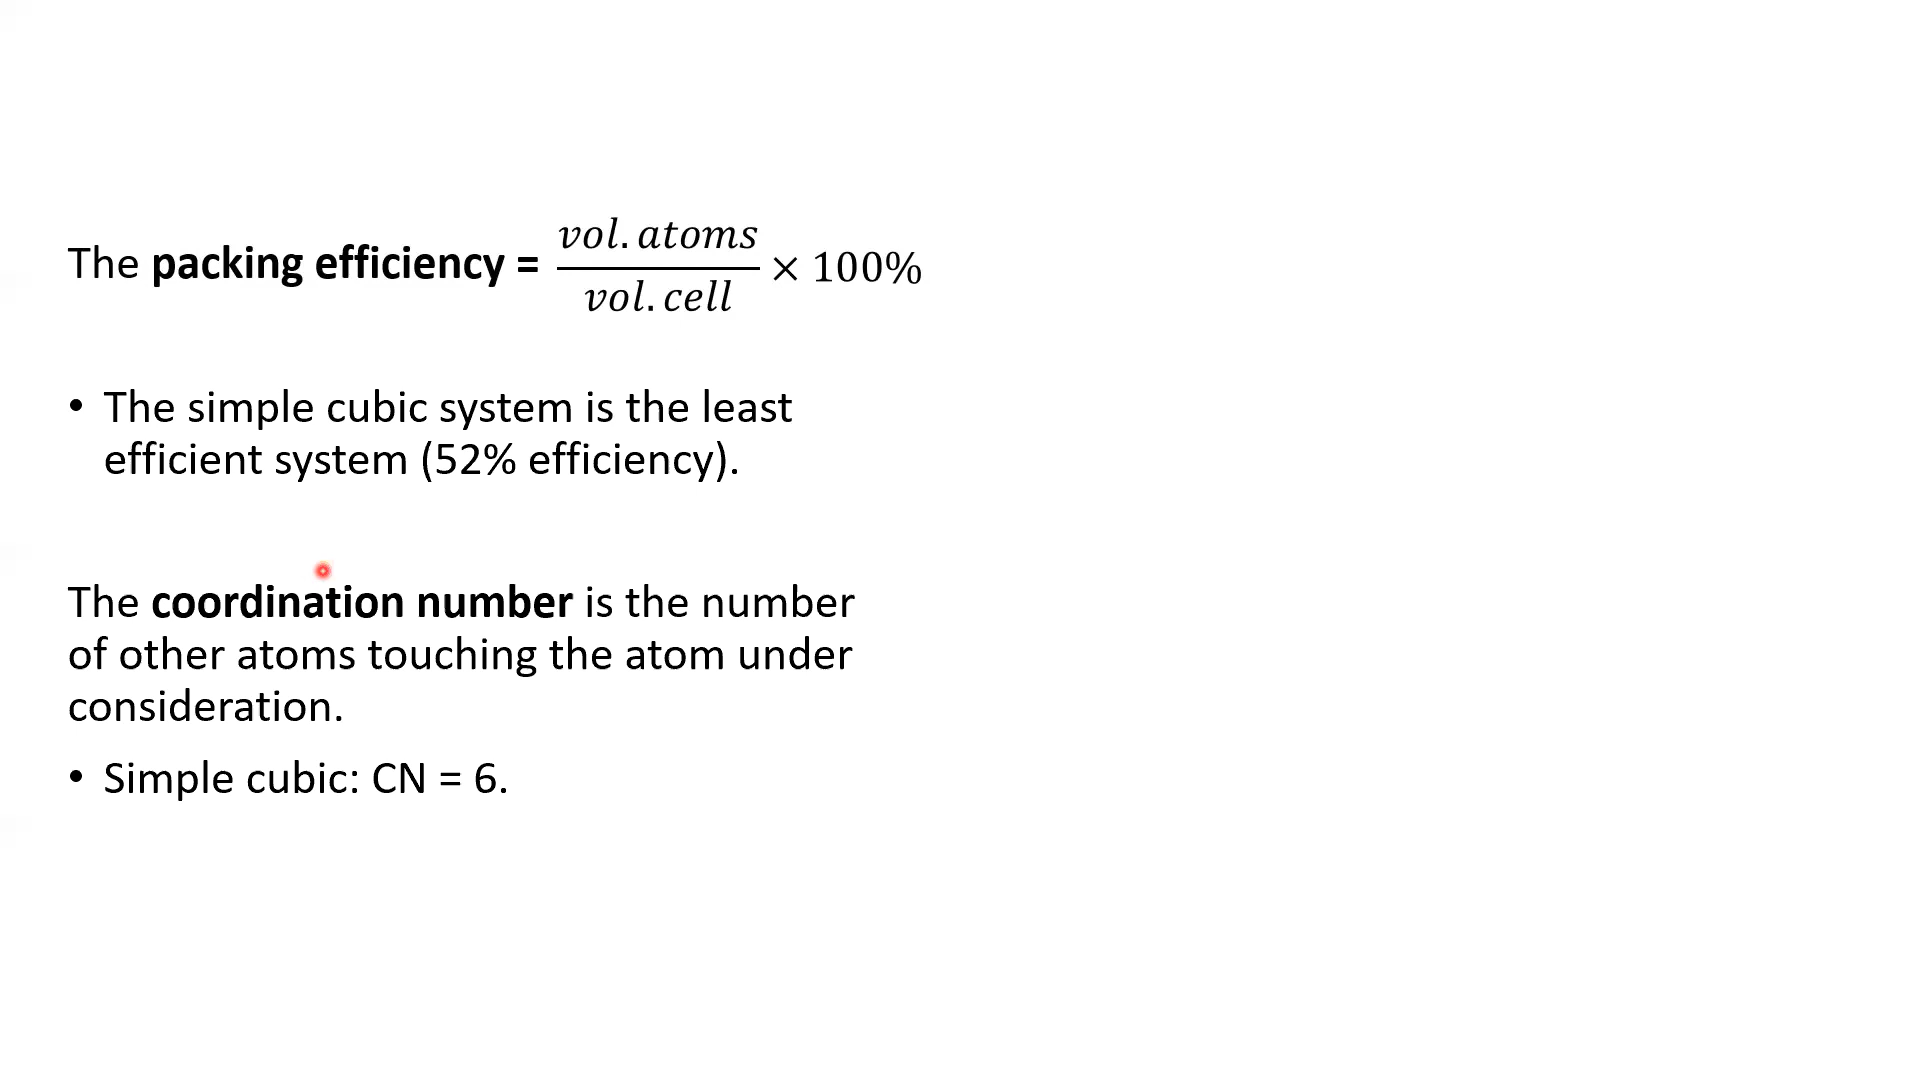 The packing efficiency = vol. atoms / vol. cell × 100%
• The simple cubic system is the least
efficient system (52% efficiency).
The coordination number is the number
of other atoms touching the atom under
consideration.
• Simple cubic: CN = 6.